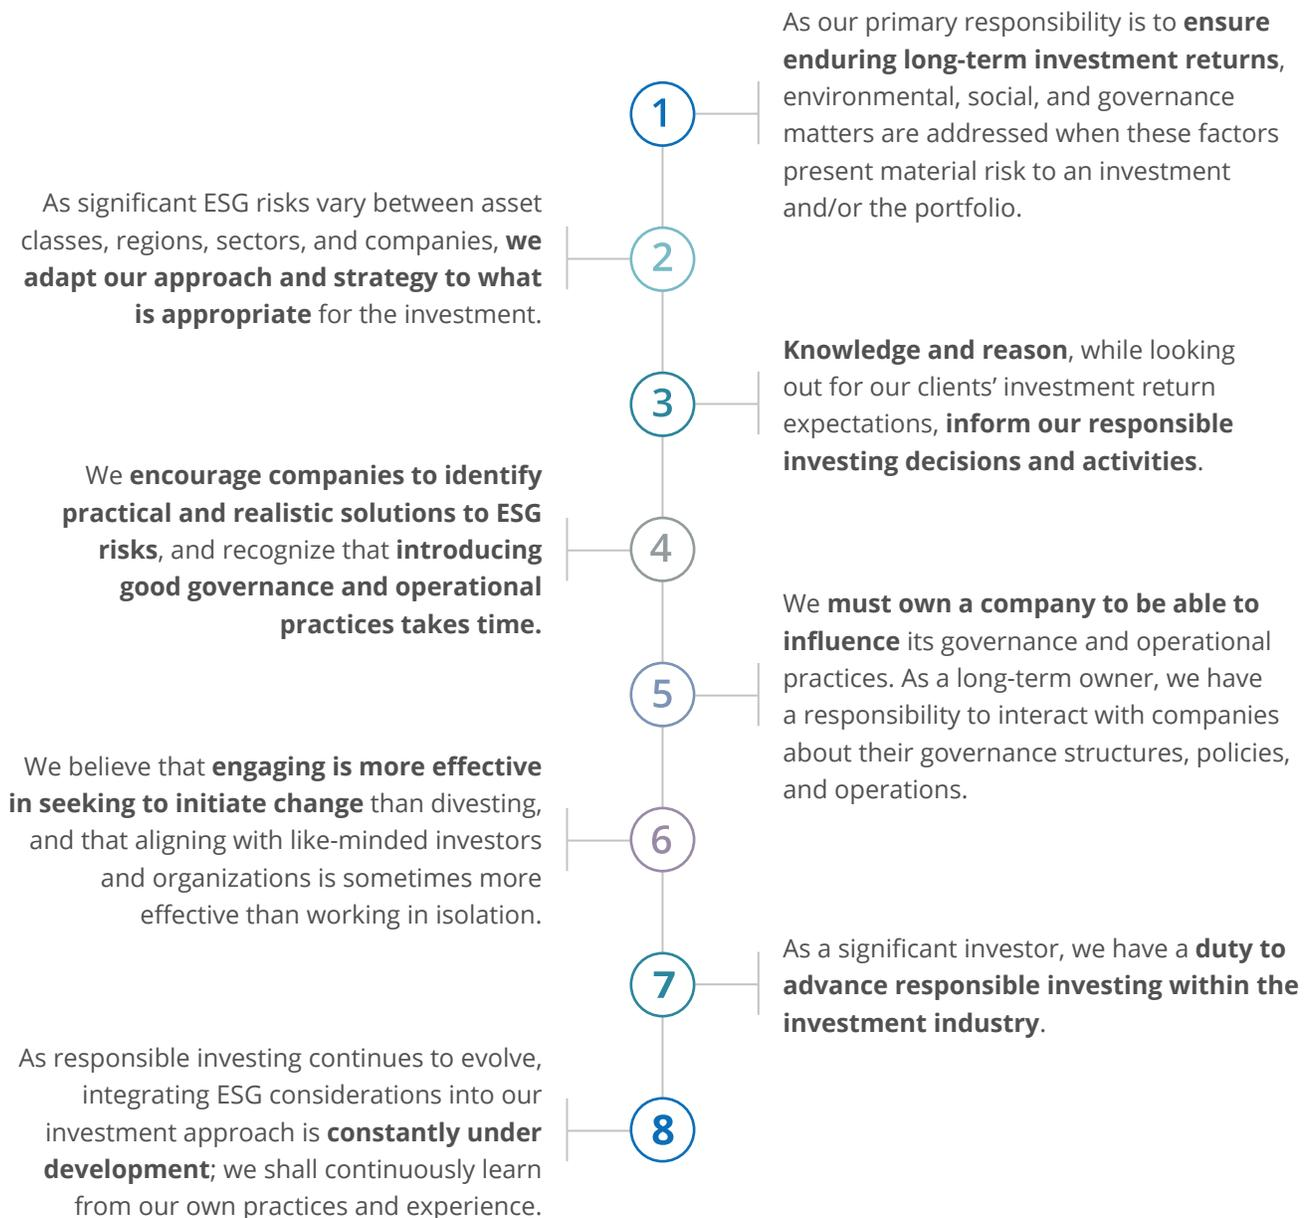 As our primary responsibility is to ensure
enduring long-term investment returns,
environmental, social, and governance
matters are addressed when these factors
present material risk to an investment
and/or the portfolio.
1
As significant ESG risks vary between asset
classes, regions, sectors, and companies, we
adapt our approach and strategy to what
is appropriate for the investment.
2
Knowledge and reason, while looking
out for our clients’ investment return
expectations, inform our responsible
investing decisions and activities.
3
We encourage companies to identify
practical and realistic solutions to ESG
risks, and recognize that introducing
good governance and operational
practices takes time.
4
We must own a company to be able to
influence its governance and operational
practices. As a long-term owner, we have
a responsibility to interact with companies
about their governance structures, policies,
and operations.
5
We believe that engaging is more effective
in seeking to initiate change than divesting,
and that aligning with like-minded investors
and organizations is sometimes more
effective than working in isolation.
6
As a significant investor, we have a duty to
advance responsible investing within the
investment industry.
7
As responsible investing continues to evolve,
integrating ESG considerations into our
investment approach is constantly under
development; we shall continuously learn
from our own practices and experience.
8